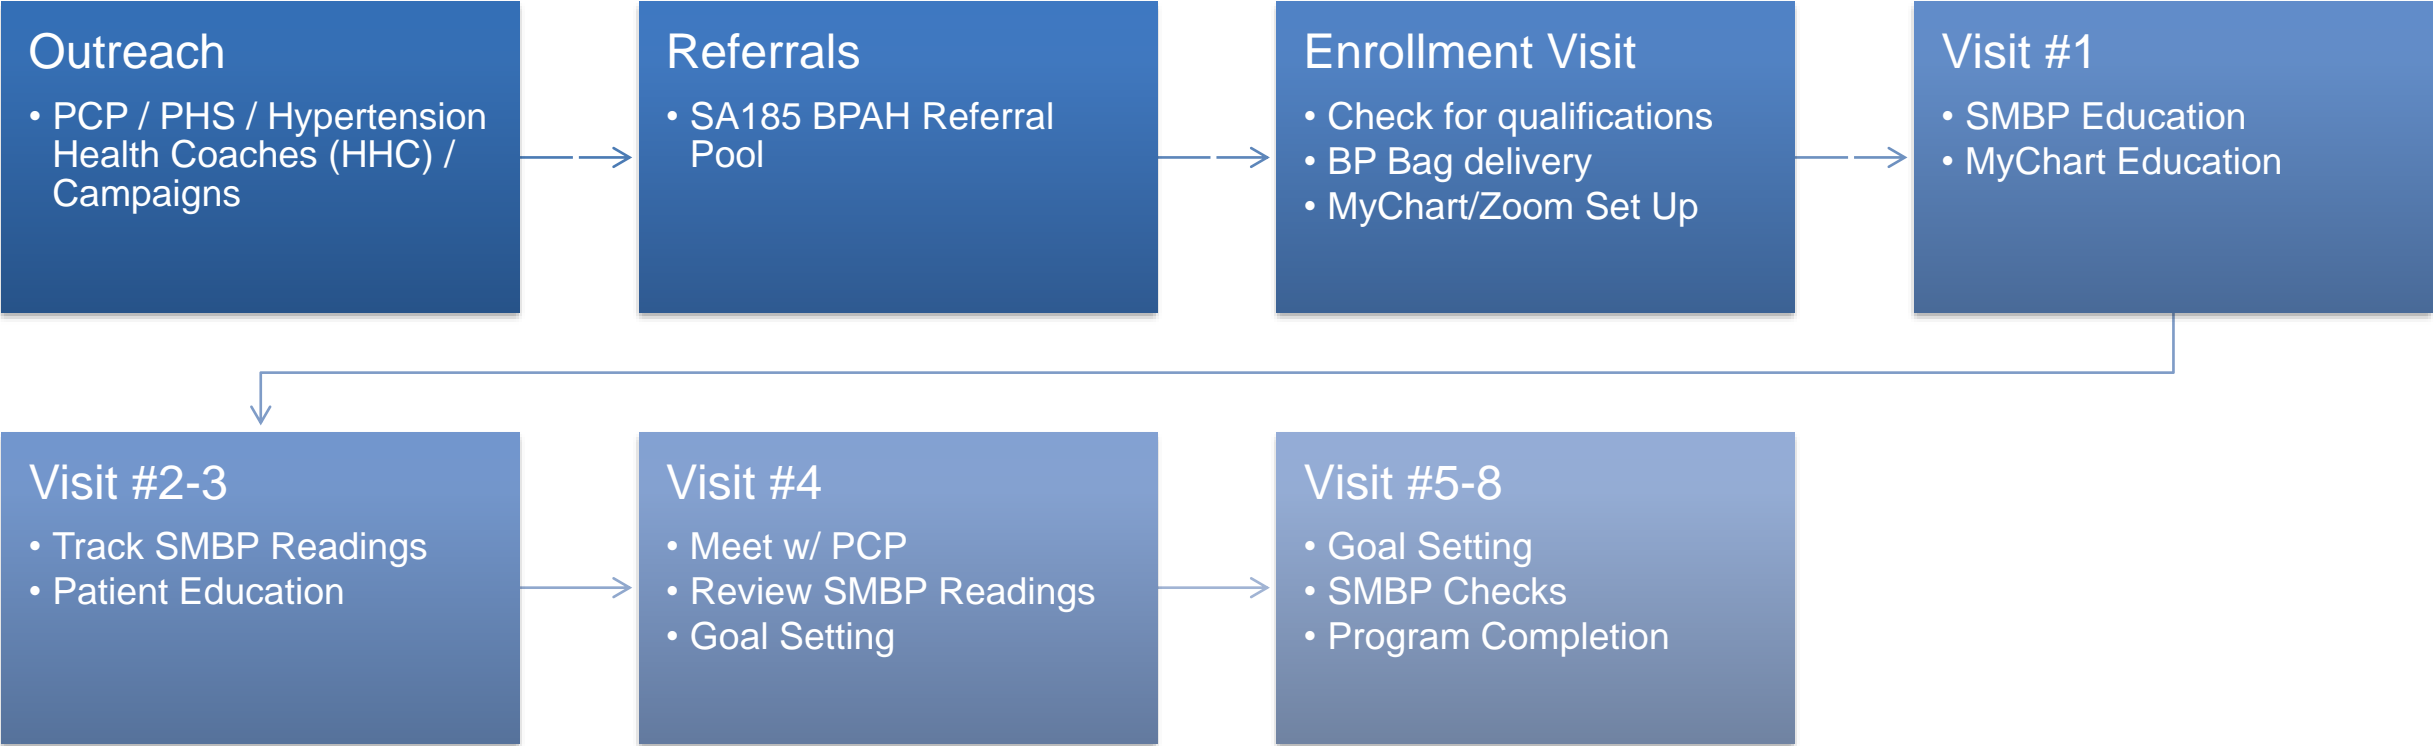 Outreach
• PCP / PHS / Hypertension
Health Coaches (HHC) /
Campaigns
Referrals
• SA185 BPAH Referral
Pool
Enrollment Visit
• Check for qualifications
• BP Bag delivery
• MyChart/Zoom Set Up
Visit #1
• SMBP Education
• MyChart Education
Visit #2-3
• Track SMBP Readings
• Patient Education
Visit #4
• Meet w/ PCP
• Review SMBP Readings
• Goal Setting
Visit #5-8
• Goal Setting
• SMBP Checks
• Program Completion